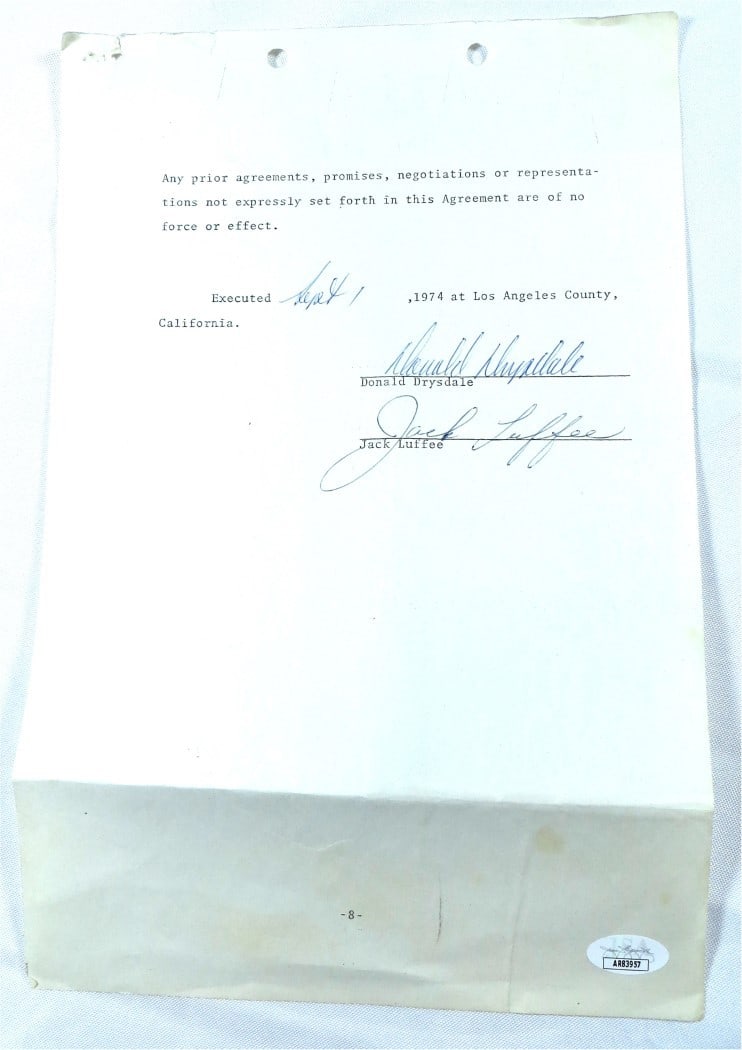 Any prior agreements, promises, negotiations or representa-
tions not expressly set forth in this Agreement are of no
force or effect.
Executed Sept 1 ,1974 at Los Angeles County,
California.
Donald Drysdale
Donald Drysdale
Jack Luffee
Jack Luffee
-8-
AR83957